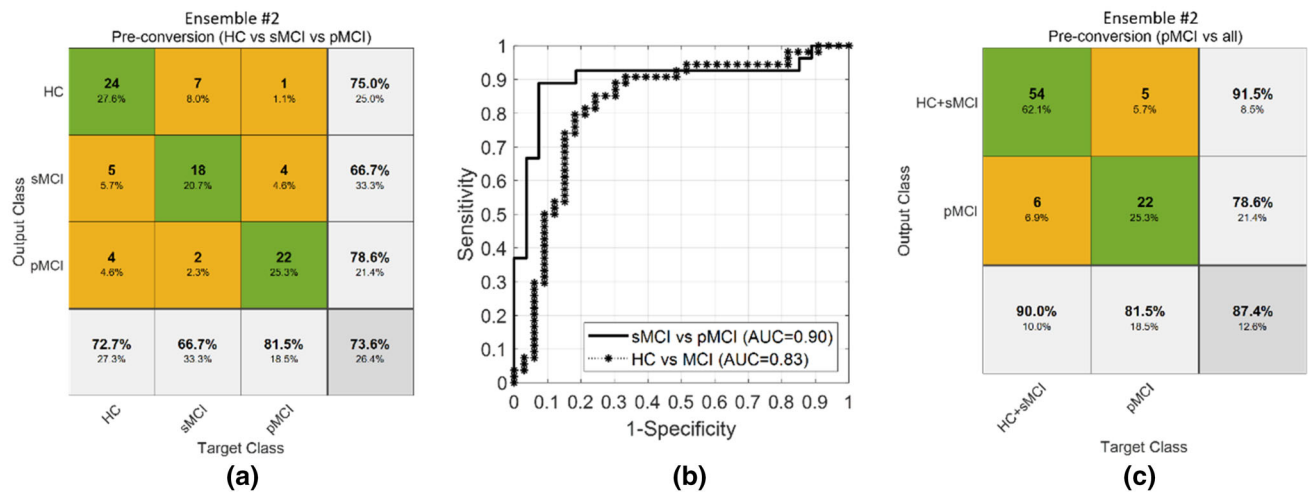 Ensemble #2
Pre-conversion (HC vs sMCI vs pMCI)
Output Class
HC
24
27.6%
7
8.0%
1
1.1%
75.0%
25.0%
sMCI
5
5.7%
18
20.7%
4
4.6%
66.7%
33.3%
pMCI
4
4.6%
2
2.3%
22
25.3%
78.6%
21.4%
72.7%
27.3%
66.7%
33.3%
81.5%
18.5%
73.6%
26.4%
HC
sMCI
pMCI
Target Class
(a)
Sensitivity
1
0.9
0.8
0.7
0.6
0.5
0.4
0.3
0.2
0.1
0
sMCI vs pMCI (AUC=0.90)
HC vs MCI (AUC=0.83)
0 0.1 0.2 0.3 0.4 0.5 0.6 0.7 0.8 0.9 1
1-Specificity
(b)
Ensemble #2
Pre-conversion (pMCI vs all)
Output Class
HC+sMCI
54
62.1%
5
5.7%
91.5%
8.5%
pMCI
6
6.9%
22
25.3%
78.6%
21.4%
90.0%
10.0%
81.5%
18.5%
87.4%
12.6%
HC+sMCI
pMCI
Target Class
(c)